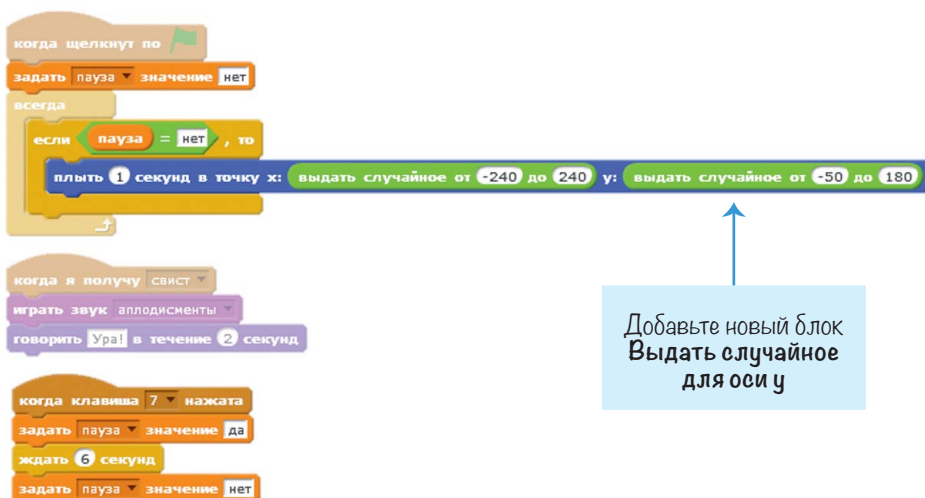 когда щелкнут по
задать пауза значение нет
всегда
если пауза = нет , то
плыть 1 секунд в точку x: выдать случайное от -240 до 240 y: выдать случайное от -50 до 180
когда я получу свист
играть звук аплодисменты
говорить Ура! в течение 2 секунд
Добавьте новый блок
Выдать случайное
для оси y
когда клавиша 7 нажата
задать пауза значение да
ждать 6 секунд
задать пауза значение нет